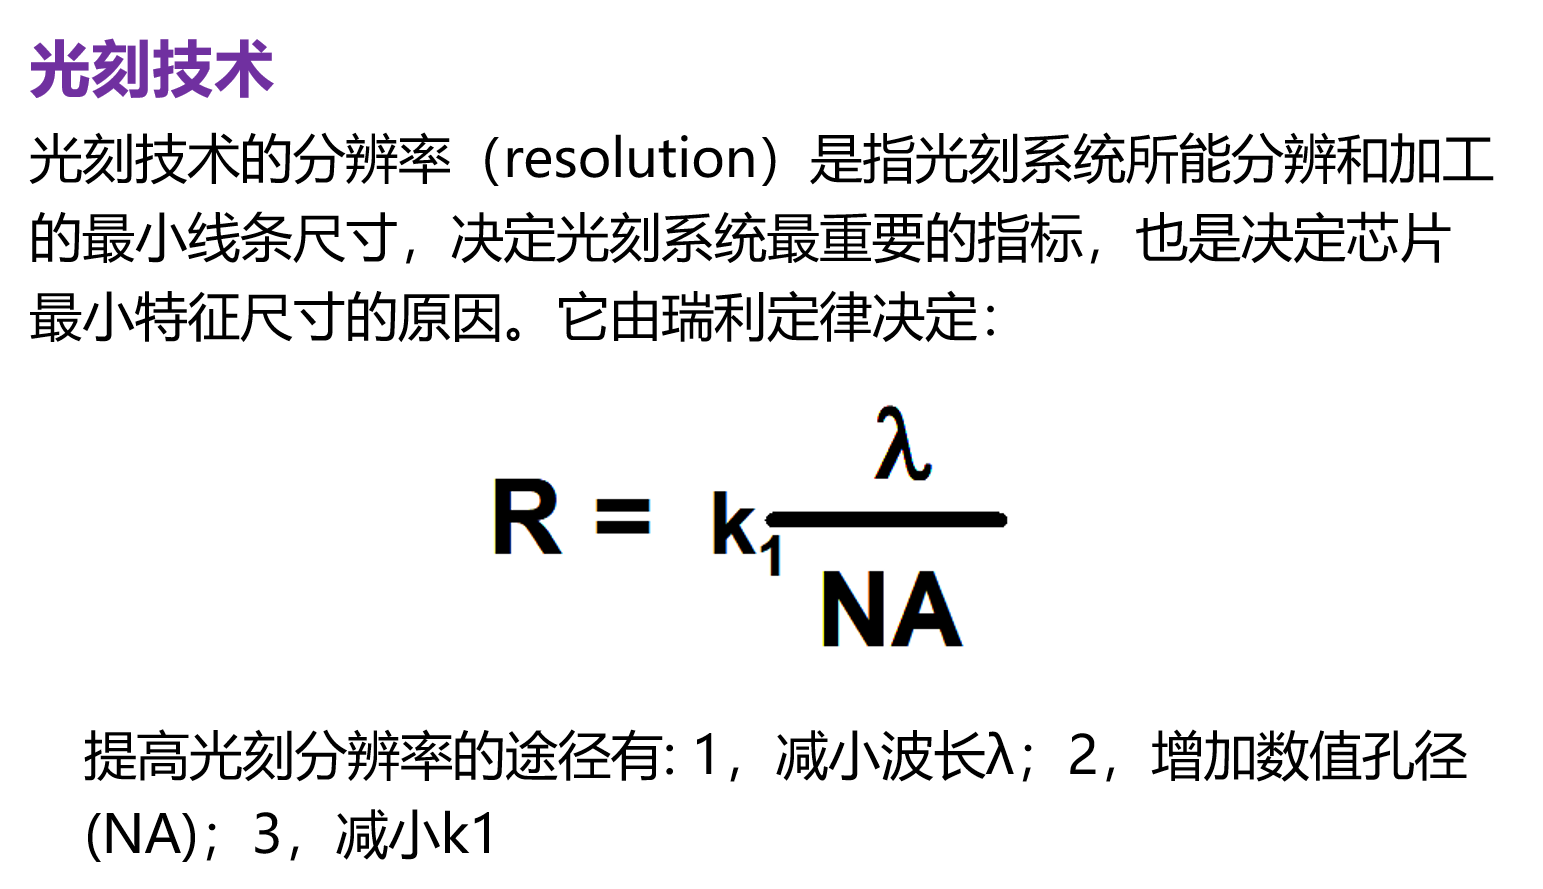 光刻技术
光刻技术的分辨率（resolution）是指光刻系统所能分辨和加工
的最小线条尺寸，决定光刻系统最重要的指标，也是决定芯片
最小特征尺寸的原因。它由瑞利定律决定：
R = k₁ λ / NA
提高光刻分辨率的途径有: 1，减小波长λ；2，增加数值孔径
(NA)；3，减小k1